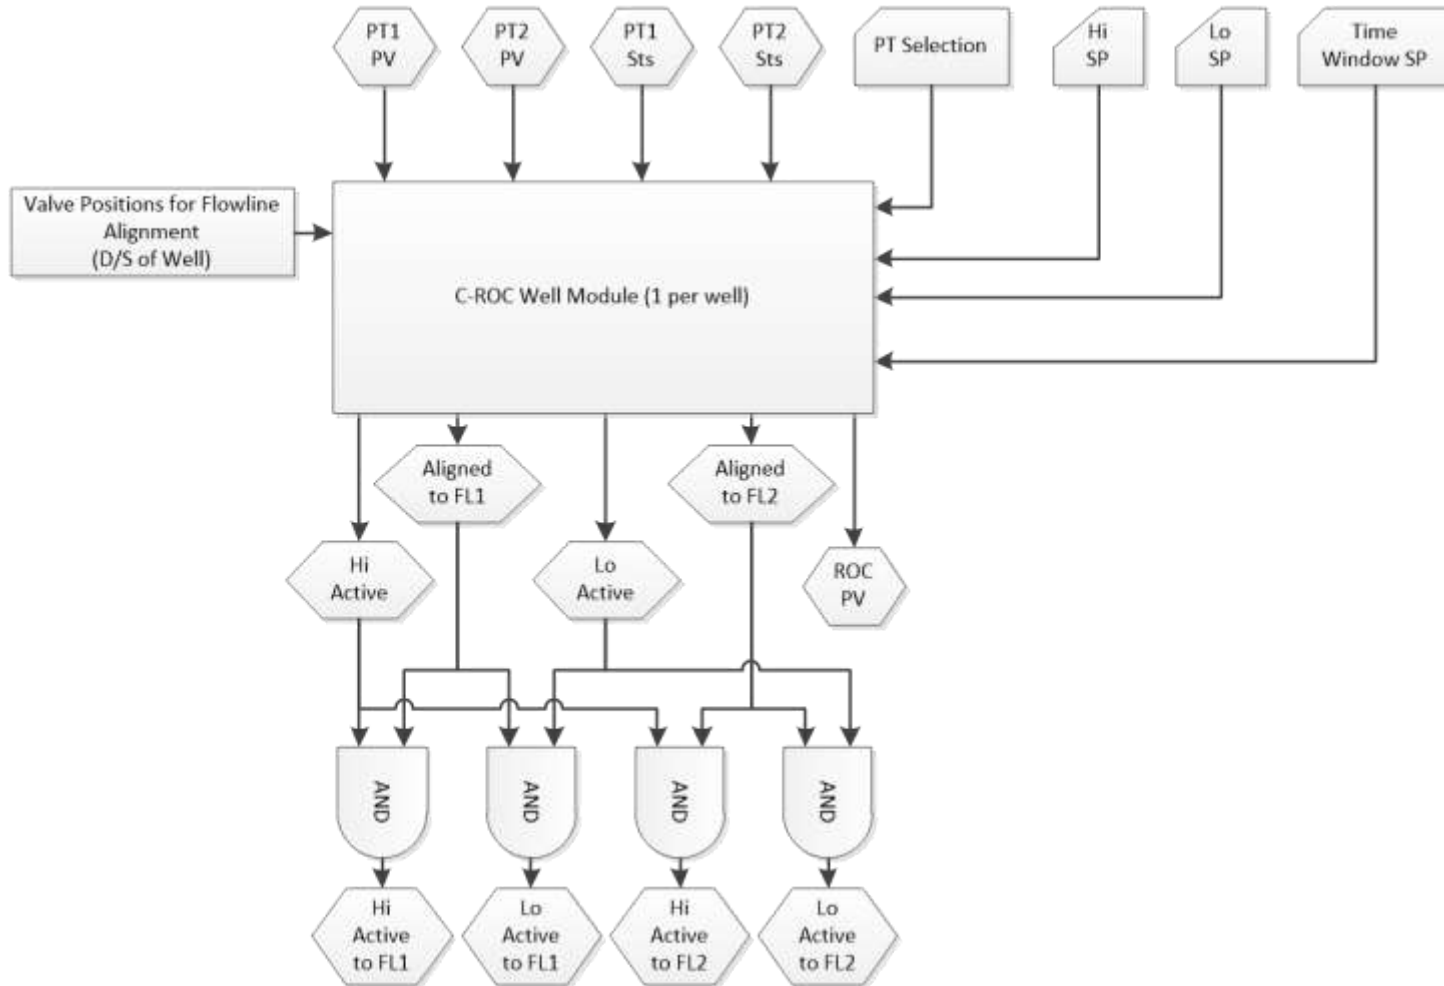 PT1
PV
PT2
PV
PT1
Sts
PT2
Sts
PT Selection
Hi
SP
Lo
SP
Time
Window SP
Valve Positions for Flowline
Alignment
(D/S of Well)
C-ROC Well Module (1 per well)
Aligned
to FL1
Aligned
to FL2
Hi
Active
Lo
Active
ROC
PV
AND
AND
AND
AND
Hi
Active
to FL1
Lo
Active
to FL1
Hi
Active
to FL2
Lo
Active
to FL2